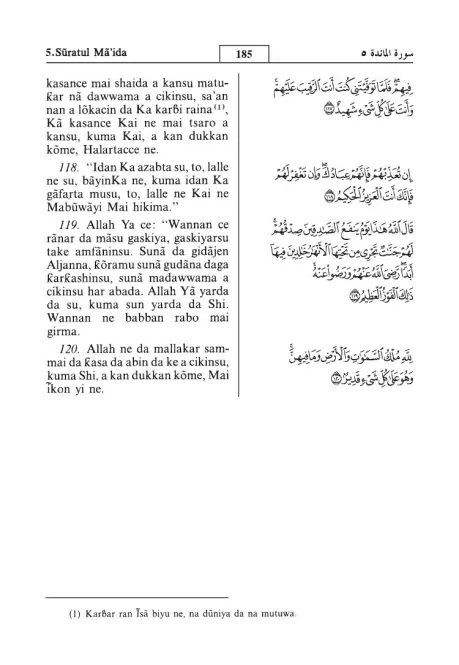 5.Sūratul Mā'ida
185
سورة المائدة ٥
kasance mai shaida a kansu matu-
ƙar nā dawwama a cikinsu, sa'an
nan a lōkacin da Ka karɓi raina⁽¹⁾,
Kā kasance Kai ne mai tsaro a
kansu, kuma Kai, a kan dukkan
kōme, Halartacce ne.
118. “Idan Ka azabta su, to, lalle
ne su, bāyinKa ne, kuma idan Ka
gāfarta musu, to, lalle ne Kai ne
Mabūwāyi Mai hikima.”
119. Allah Ya ce: “Wannan ce
rānar da māsu gaskiya, gaskiyarsu
take amfāninsu. Sunā da gidājen
Aljanna, ƙōramu sunā gudāna daga
ƙarƙashinsu, sunā madawwama a
cikinsu har abada. Allah Yā yarda
da su, kuma sun yarda da Shi.
Wannan ne babban rabo mai
girma.
120. Allah ne da mallakar sam-
mai da ƙasa da abin da ke a cikinsu,
kuma Shi, a kan dukkan kōme, Mai
īkon yi ne.
فِيهِمْ فَلَمَّا تَوَفَّيْتَنِي كُنتَ أَنتَ الرَّقِيبَ عَلَيْهِمْ
وَأَنتَ عَلَىٰ كُلِّ شَيْءٍ شَهِيدٌ ١١٧
إِن تُعَذِّبْهُمْ فَإِنَّهُمْ عِبَادُكَ وَإِن تَغْفِرْ لَهُمْ
فَإِنَّكَ أَنتَ الْعَزِيزُ الْحَكِيمُ ١١٨
قَالَ اللَّهُ هَٰذَا يَوْمُ يَنفَعُ الصَّادِقِينَ صِدْقُهُمْ
لَهُمْ جَنَّاتٌ تَجْرِي مِن تَحْتِهَا الْأَنْهَارُ خَالِدِينَ فِيهَا
أَبَدًا رَّضِيَ اللَّهُ عَنْهُمْ وَرَضُوا عَنْهُ
ذَٰلِكَ الْفَوْزُ الْعَظِيمُ ١١٩
لِلَّهِ مُلْكُ السَّمَاوَاتِ وَالْأَرْضِ وَمَا فِيهِنَّ
وَهُوَ عَلَىٰ كُلِّ شَيْءٍ قَدِيرٌ ١٢٠
(1) Karɓar ran Īsā biyu ne, na dūniya da na mutuwa.